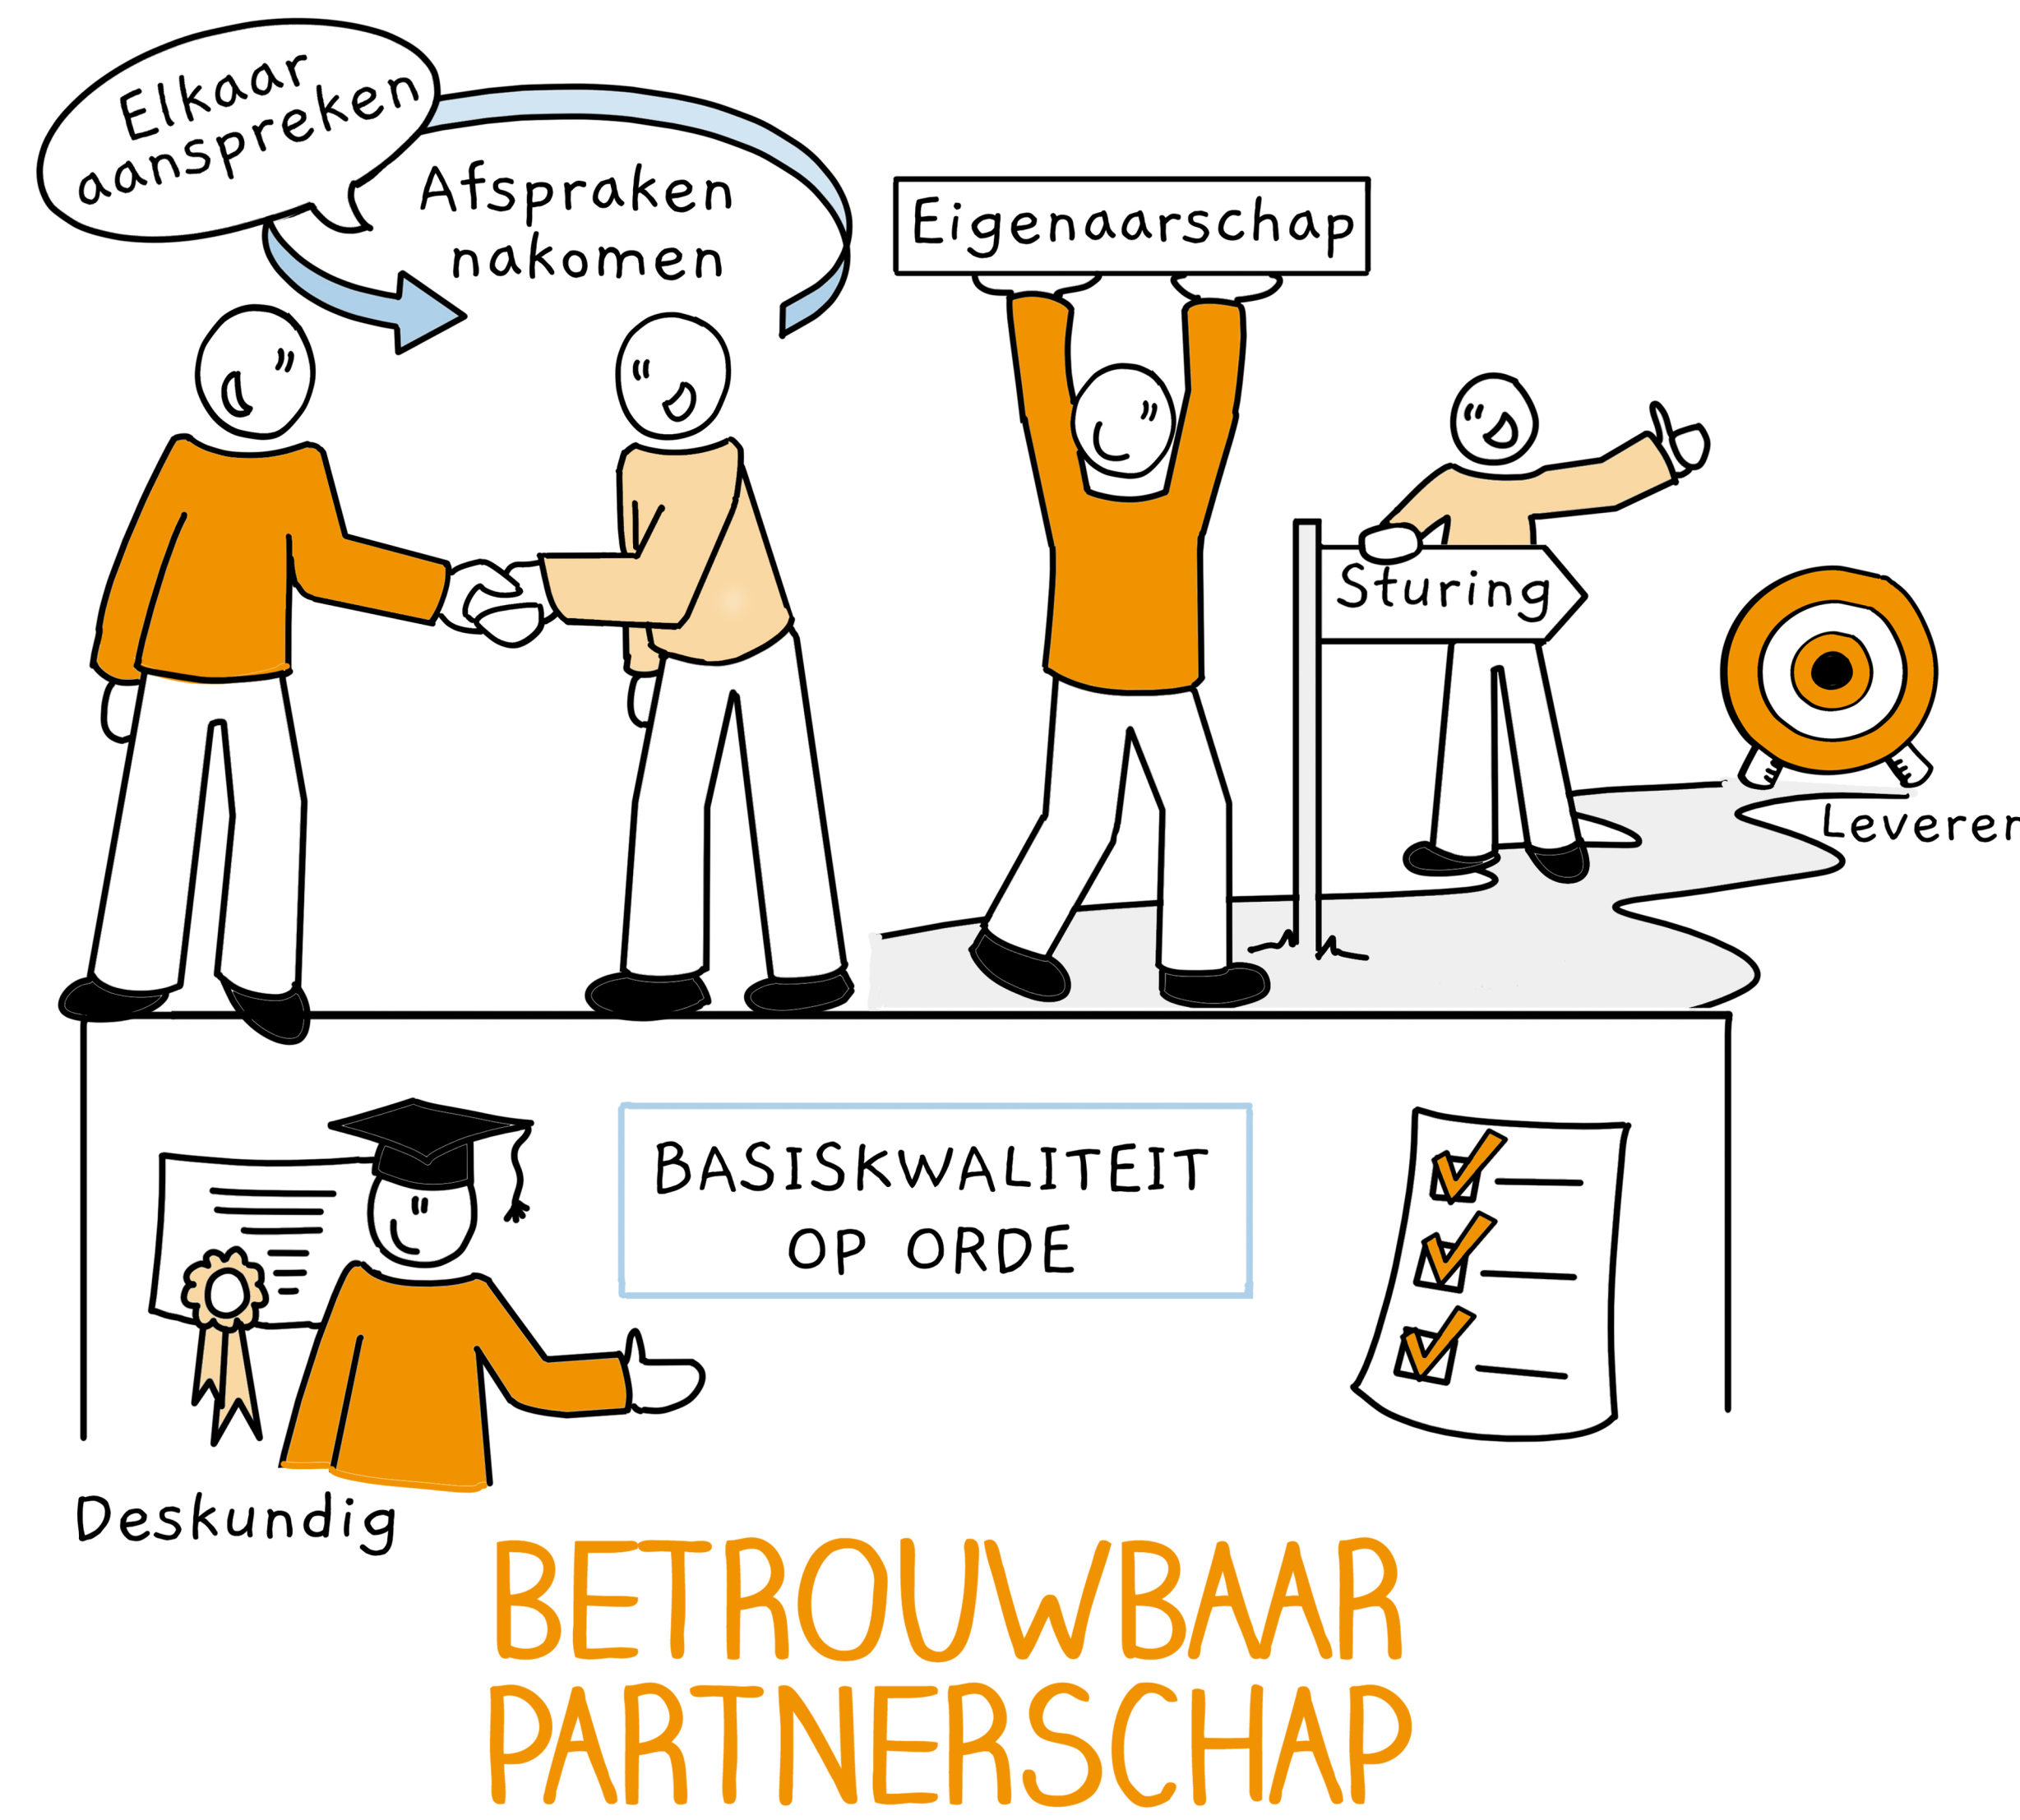 Elkaar
aanspreken
Afspraken
nakomen
Eigenaarschap
Sturing
Leveren
BASISKWALITEIT
OP ORDE
Deskundig
BETROUWBAAR
PARTNERSCHAP